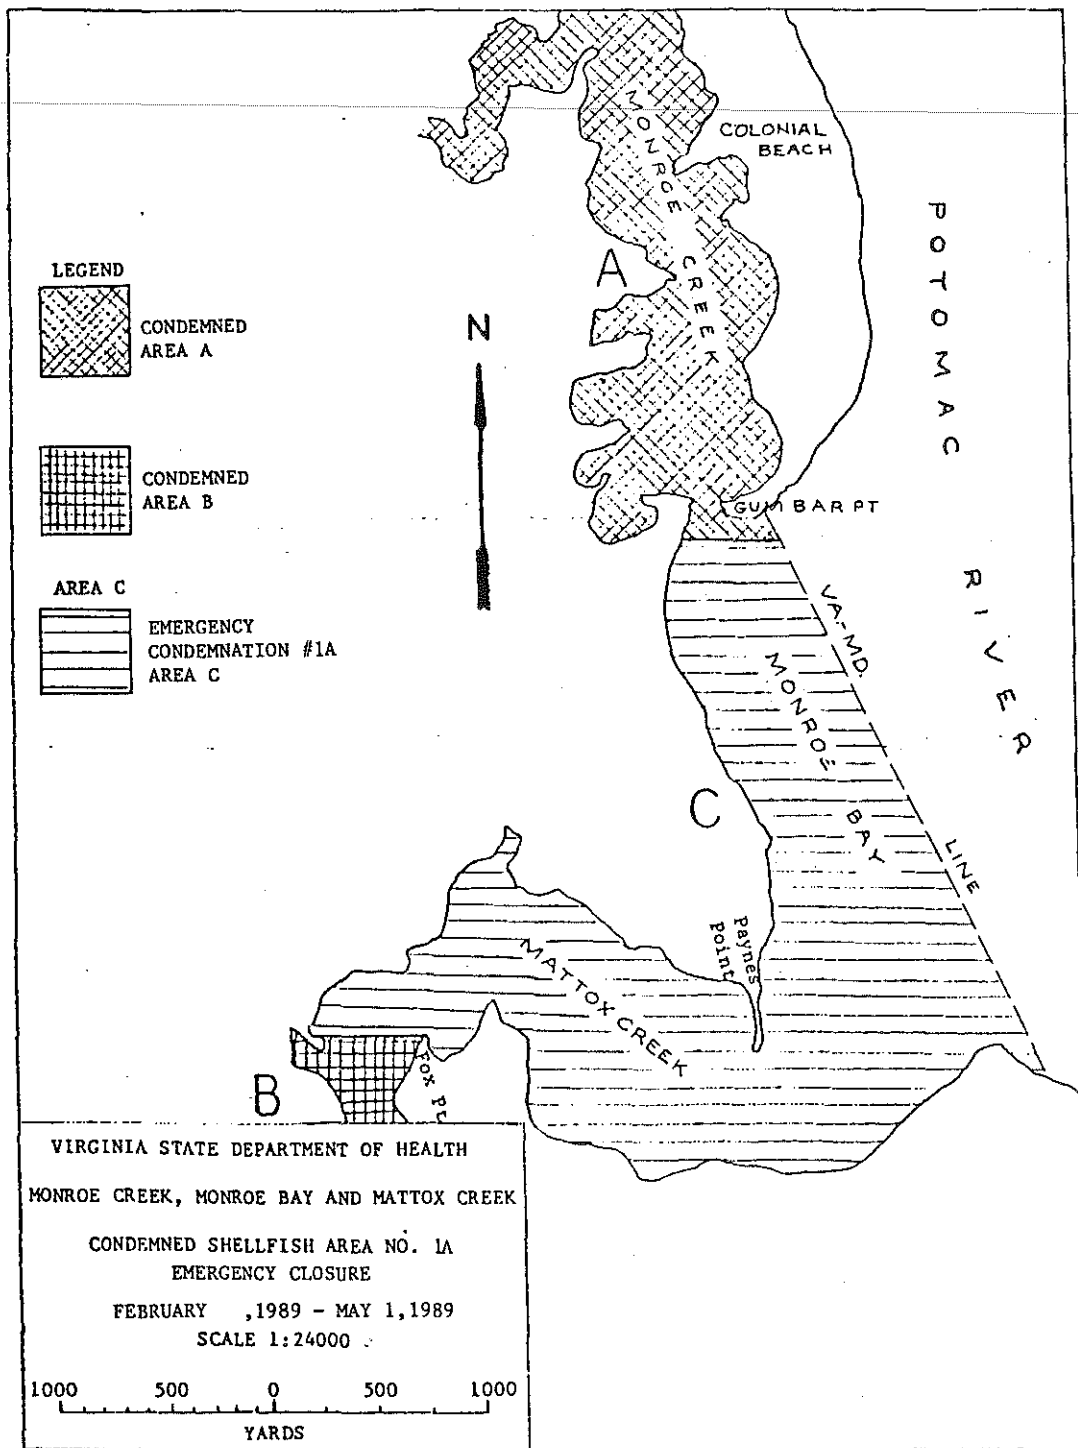 MONROE CREEK
COLONIAL
BEACH
POTOMAC
RIVER
A
LEGEND
CONDEMNED
AREA A
N
CONDEMNED
AREA B
GUM BAR PT
AREA C
EMERGENCY
CONDEMNATION #1A
AREA C
VA.-MD.
LINE
MONROE
BAY
C
Paynes
Point
MATTOX CREEK
B
FOX Pt
VIRGINIA STATE DEPARTMENT OF HEALTH
MONROE CREEK, MONROE BAY AND MATTOX CREEK
CONDEMNED SHELLFISH AREA NO. 1A
EMERGENCY CLOSURE
FEBRUARY ,1989 - MAY 1,1989
SCALE 1:24000
1000 500 0 500 1000
YARDS